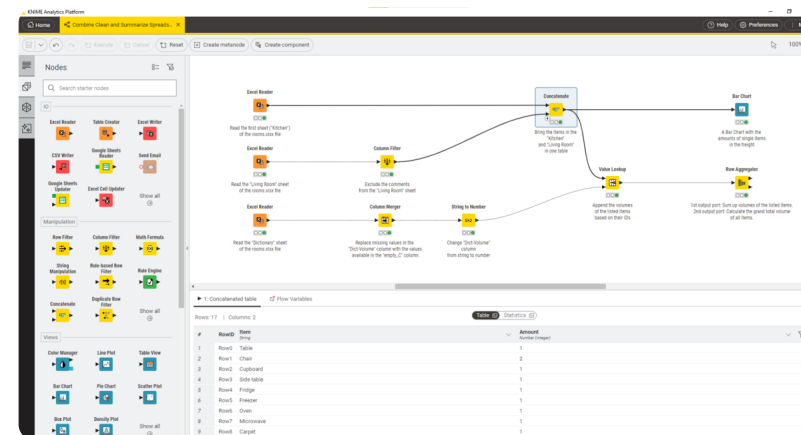 KNIME Analytics Platform
Home
Combine Clean and Summarize Spreads...
Help
Preferences
Execute
Cancel
Reset
Create metanode
Create component
100%
Nodes
Search starter nodes
IO
Excel Reader
Table Creator
Excel Writer
CSV Writer
Google Sheets
Reader
Send Email
Google Sheets
Updater
Excel Cell Updater
Show all
Manipulation
Row Filter
Column Filter
Math Formula
String
Manipulation
Rule-based Row
Filter
Rule Engine
Concatenate
Duplicate Row
Filter
Show all
Views
Color Manager
Line Plot
Table View
Bar Chart
Pie Chart
Scatter Plot
Box Plot
Density Plot
Show all
Excel Reader
Read the first sheet ("Kitchen")
of the rooms.xlsx file
Excel Reader
Read the "Living Room" sheet
of the rooms.xlsx file
Column Filter
Exclude the comments
from the "Living Room" sheet
Excel Reader
Read the "Dictionary" sheet
of the rooms.xlsx file
Column Merger
Replace missing values in the
"Dict-Volume" column with the values
available in the "empty_C" column
String to Number
Change "Dict-Volume"
column
from string to number
Concatenate
Bring the items in the
"Kitchen"
and "Living Room"
in one table
Bar Chart
A Bar Chart with the
amounts of single items
in the freight
Value Lookup
Append the volumes
of the listed items
based on their IDs
Row Aggregator
1st output port: Sum up volumes of the listed items.
2nd output port: Calculate the grand total volume
of all items.
1: Concatenated table
Flow Variables
Rows: 17 | Columns: 2
Table
Statistics
# RowID Item Amount
String Number (integer)
1 Row0 Table 1
2 Row1 Chair 2
3 Row2 Cupboard 1
4 Row3 Side table 1
5 Row4 Fridge 1
6 Row5 Freezer 1
7 Row6 Oven 1
8 Row7 Microwave 1
9 Row8 Carpet 1